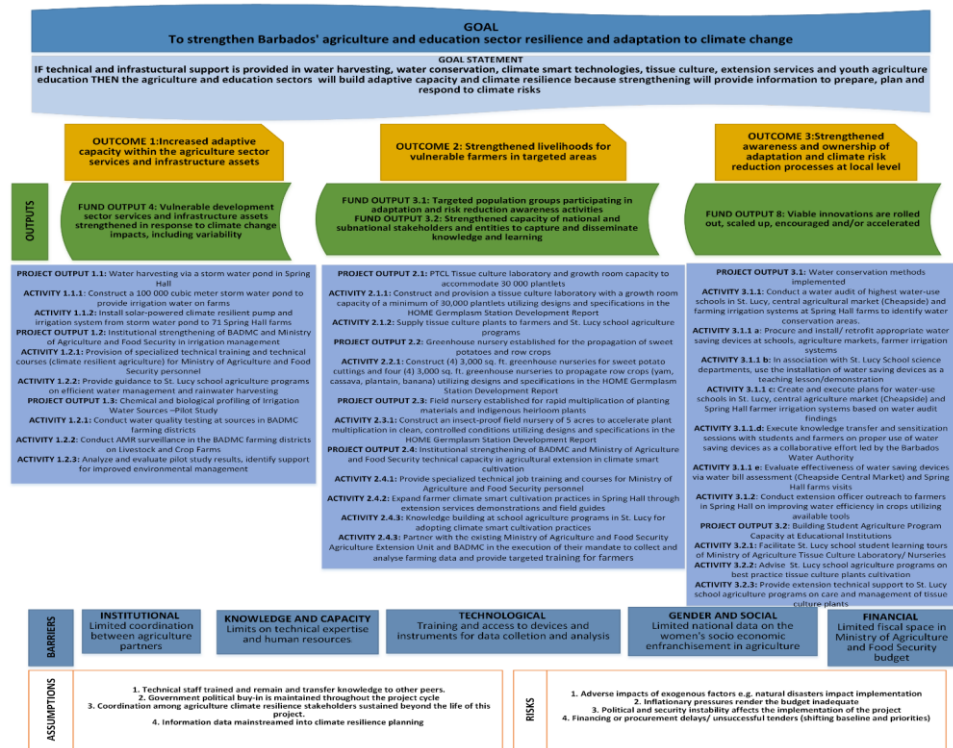 GOAL
To strengthen Barbados' agriculture and education sector resilience and adaptation to climate change
GOAL STATEMENT
IF technical and infrastuctural support is provided in water harvesting, water conservation, climate smart technologies, tissue culture, extension services and youth agriculture
education THEN the agriculture and education sectors will build adaptive capacity and climate resilience because strengthening will provide information to prepare, plan and
respond to climate risks
OUTCOME 1:Increased adaptive
capacity within the agriculture sector
services and infrastructure assets
OUTCOME 2: Strengthened livelihoods for
vulnerable farmers in targeted areas
OUTCOME 3:Strengthened
awareness and ownership of
adaptation and climate risk
reduction processes at local level
OUTPUTS
FUND OUTPUT 4: Vulnerable development
sector services and infrastructure assets
strengthened in response to climate change
impacts, including variability
FUND OUTPUT 3.1: Targeted population groups participating in
adaptation and risk reduction awareness activities
FUND OUTPUT 3.2: Strengthened capacity of national and
subnational stakeholders and entities to capture and disseminate
knowledge and learning
FUND OUTPUT 8: Viable innovations are rolled
out, scaled up, encouraged and/or accelerated
PROJECT OUTPUT 1.1: Water harvesting via a storm water pond in Spring
Hall
ACTIVITY 1.1.1: Construct a 100 000 cubic meter storm water pond to
provide irrigation water on farms
ACTIVITY 1.1.2: Install solar-powered climate resilient pump and
irrigation system from storm water pond to 71 Spring Hall farms
PROJECT OUTPUT 1.2: Institutional strengthening of BADMC and Ministry
of Agriculture and Food Security in Irrigation management
ACTIVITY 1.2.1: Provision of specialized technical training and technical
courses (climate resilient agriculture) for Ministry of Agriculture and Food
Security personnel
ACTIVITY 1.2.2: Provide guidance to St. Lucy school agriculture programs
on efficient water management and rainwater harvesting
PROJECT OUTPUT 1.3: Chemical and biological profiling of Irrigation
Water Sources –Pilot Study
ACTIVITY 1.2.1: Conduct water quality testing at sources in BADMC
farming districts
ACTIVITY 1.2.2: Conduct AMR surveillance in the BADMC farming districts
on Livestock and Crop Farms
ACTIVITY 1.2.3: Analyze and evaluate pilot study results, identify support
for improved environmental management
PROJECT OUTPUT 2.1: PTCL Tissue culture laboratory and growth room capacity to
accommodate 30 000 plantlets
ACTIVITY 2.1.1: Construct and provision a tissue culture laboratory with a growth room
capacity of a minimum of 30,000 plantlets utilizing designs and specifications in the
HOME Germplasm Station Development Report
ACTIVITY 2.1.2: Supply tissue culture plants to farmers and St. Lucy school agriculture
programs
PROJECT OUTPUT 2.2: Greenhouse nursery established for the propagation of sweet
potatoes and row crops
ACTIVITY 2.2.1: Construct (4) 3,000 sq. ft. greenhouse nurseries for sweet potato
cuttings and four (4) 3,000 sq. ft. greenhouse nurseries to propagate row crops (yam,
cassava, plantain, banana) utilizing designs and specifications in the HOME Germplasm
Station Development Report
PROJECT OUTPUT 2.3: Field nursery established for rapid multiplication of planting
materials and indigenous heirloom plants
ACTIVITY 2.3.1: Construct an insect-proof field nursery of 5 acres to accelerate plant
multiplication in clean, controlled conditions utilizing designs and specifications in the
HOME Germplasm Station Development Report
PROJECT OUTPUT 2.4: Institutional strengthening of BADMC and Ministry of Agriculture
and Food Security technical capacity in agricultural extension in climate smart
cultivation
ACTIVITY 2.4.1: Provide specialized technical job training and courses for Ministry of
Agriculture and Food Security personnel
ACTIVITY 2.4.2: Expand farmer climate smart cultivation practices in Spring Hall through
extension services demonstrations and field guides
ACTIVITY 2.4.3: Knowledge building at school agriculture programs in St. Lucy for
adopting climate smart cultivation practices
ACTIVITY 2.4.3: Partner with the existing Ministry of Agriculture and Food Security
Agriculture Extension Unit and BADMC in the execution of their mandate to collect and
analyse farming data and provide targeted training for farmers
PROJECT OUTPUT 3.1: Water conservation methods
implemented
ACTIVITY 3.1.1: Conduct a water audit of highest water-use
schools in St. Lucy, central agricultural market (Cheapside) and
farming irrigation systems at Spring Hall farms to identify water
conservation areas.
ACTIVITY 3.1.1 a: Procure and install/ retrofit appropriate water
saving devices at schools, agriculture markets, farmer irrigation
systems
ACTIVITY 3.1.1 b: In association with St. Lucy School science
departments, use the installation of water saving devices as a
teaching lesson/demonstration
ACTIVITY 3.1.1 c: Create and execute plans for water-use
schools in St. Lucy, central agriculture market (Cheapside) and
Spring Hall farmer irrigation systems based on water audit
findings
ACTIVITY 3.1.1.d: Execute knowledge transfer and sensitization
sessions with students and farmers on proper use of water
saving devices as a collaborative effort led by the Barbados
Water Authority
ACTIVITY 3.1.1 e: Evaluate effectiveness of water saving devices
via water bill assessment (Cheapside Central Market) and Spring
Hall farms visits
ACTIVITY 3.1.2: Conduct extension officer outreach to farmers
in Spring Hall on improving water efficiency in crops utilizing
available tools
PROJECT OUTPUT 3.2: Building Student Agriculture Program
Capacity at Educational Institutions
ACTIVITY 3.2.1: Facilitate St. Lucy school student learning tours
of Ministry of Agriculture Tissue Culture Laboratory/ Nurseries
ACTIVITY 3.2.2: Advise St. Lucy school agriculture programs on
best practice tissue culture plants cultivation
ACTIVITY 3.2.3: Provide extension technical support to St. Lucy
school agriculture programs on care and management of tissue
culture plants
BARRIERS
INSTITUTIONAL
Limited coordination
between agriculture
partners
KNOWLEDGE AND CAPACITY
Limits on technical expertise
and human resources
TECHNOLOGICAL
Training and access to devices and
instruments for data colletion and analysis
GENDER AND SOCIAL
Limited national data on the
women's socio economic
enfranchisement in agriculture
FINANCIAL
Limited fiscal space in
Ministry of Agriculture
and Food Security
budget
ASSUMPTIONS
1. Technical staff trained and remain and transfer knowledge to other peers.
2. Government political buy-in is maintained throughout the project cycle
3. Coordination among agriculture climate resilience stakeholders sustained beyond the life of this
project.
4. Information data mainstreamed into climate resilience planning
RISKS
1. Adverse impacts of exogenous factors e.g. natural disasters impact implementation
2. Inflationary pressures render the budget inadequate
3. Political and security instability affects the implementation of the project
4. Financing or procurement delays/ unsuccessful tenders (shifting baseline and priorities)